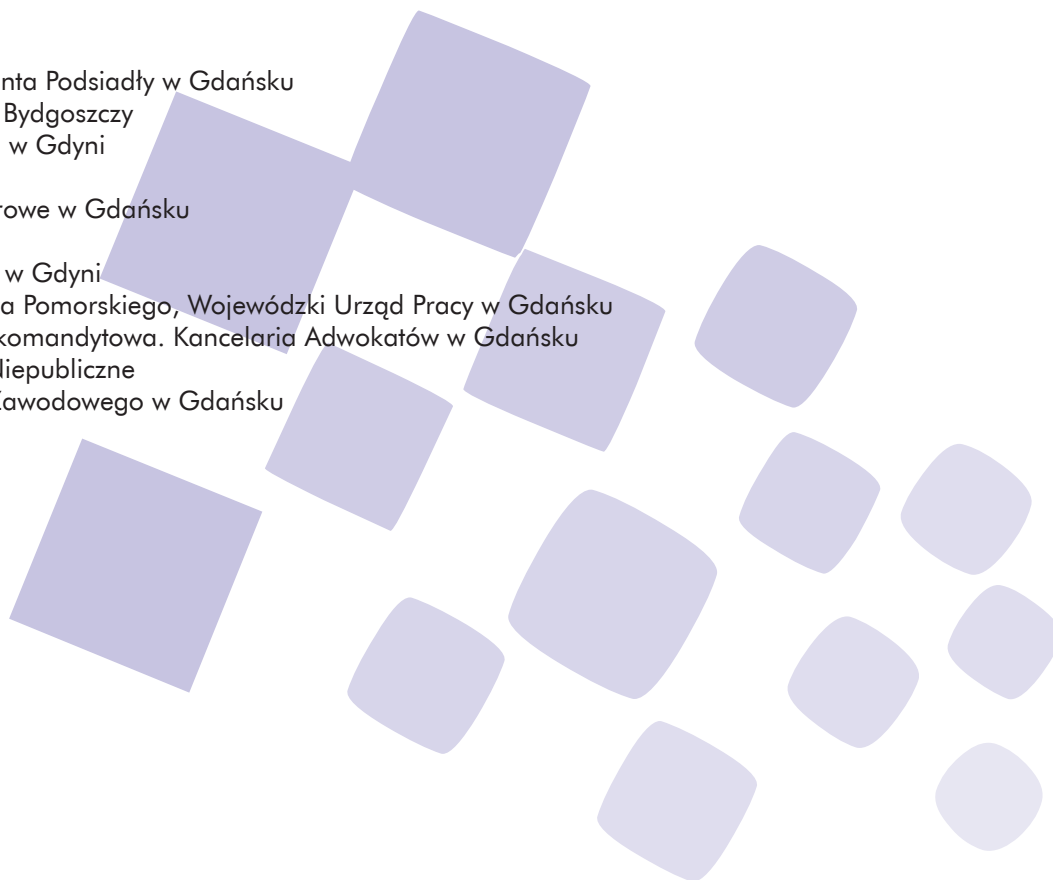 nta Podsiadły w Gdańsku
Bydgoszczy
w Gdyni
rowe w Gdańsku
w Gdyni
a Pomorskiego, Wojewódzki Urząd Pracy w Gdańsku
komandytowa. Kancelaria Adwokatów w Gdańsku
Niepubliczne
Zawodowego w Gdańsku